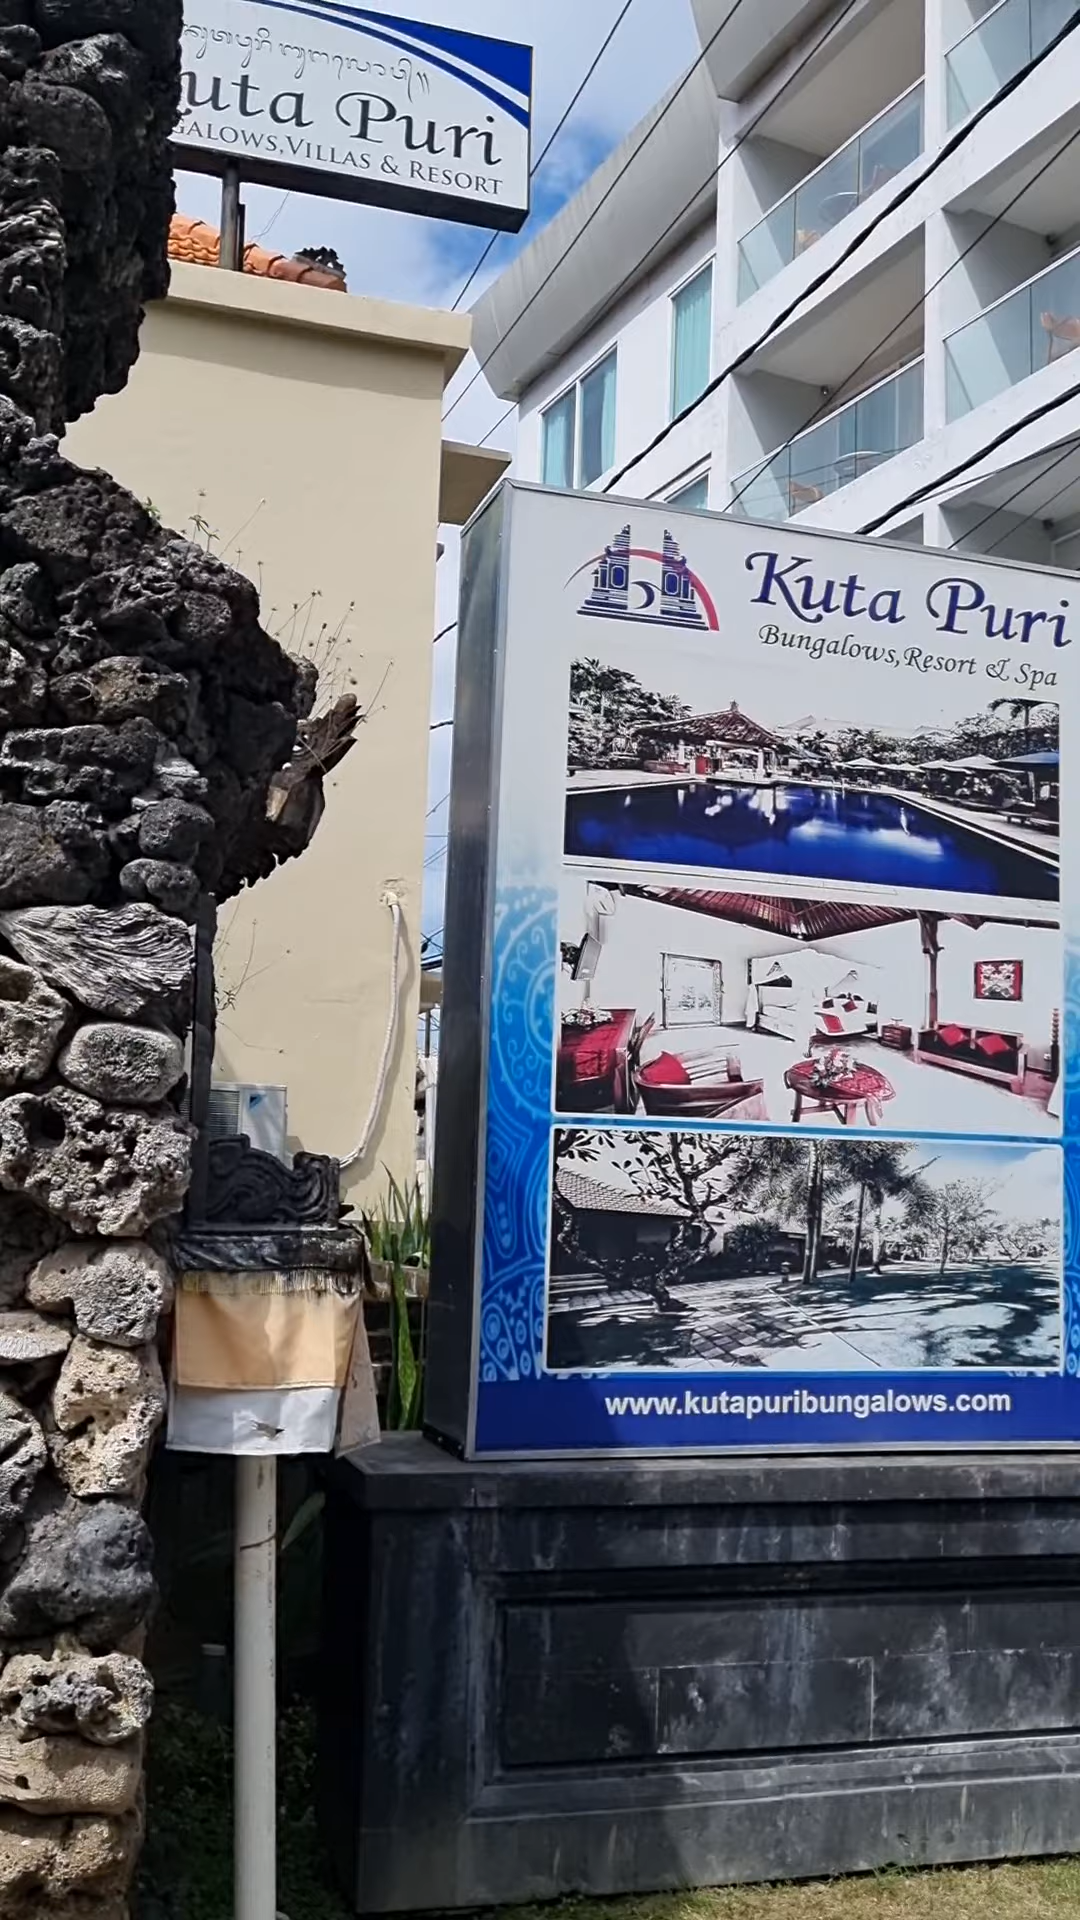 uta Puri
GALOWS, VILLAS & RESORT
Kuta Puri
Bungalows, Resort & Spa
www.kutapuribungalows.com